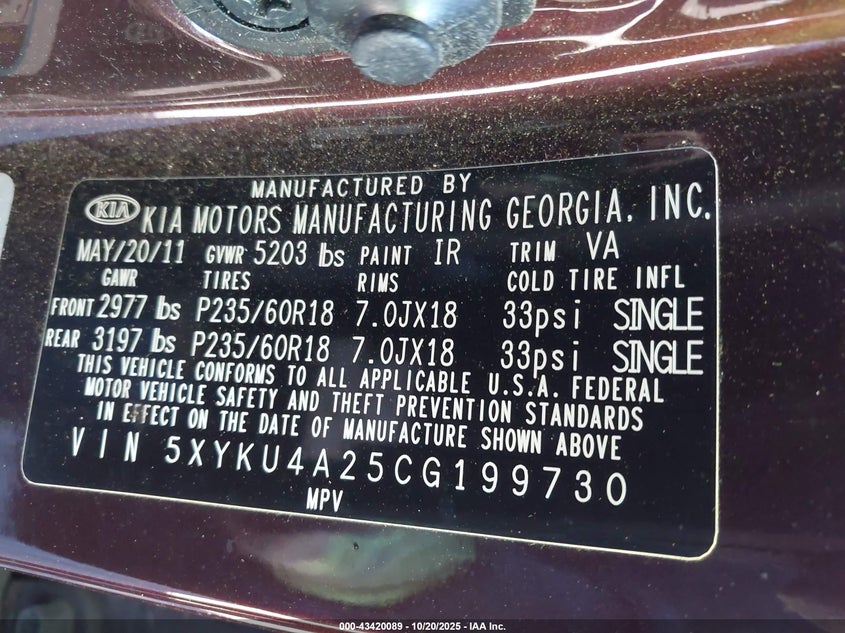 MANUFACTURED BY
KIA KIA MOTORS MANUFACTURING GEORGIA, INC.
MAY/20/11 GVWR 5203 lbs PAINT IR TRIM VA
GAWR TIRES RIMS COLD TIRE INFL
FRONT 2977 lbs P235/60R18 7.0JX18 33psi SINGLE
REAR 3197 lbs P235/60R18 7.0JX18 33psi SINGLE
THIS VEHICLE CONFORMS TO ALL APPLICABLE U.S.A. FEDERAL
MOTOR VEHICLE SAFETY AND THEFT PREVENTION STANDARDS
IN EFFECT ON THE DATE OF MANUFACTURE SHOWN ABOVE
VIN 5XYKU4A25CG199730
MPV
000-43420089 - 10/20/2025 - IAA Inc.